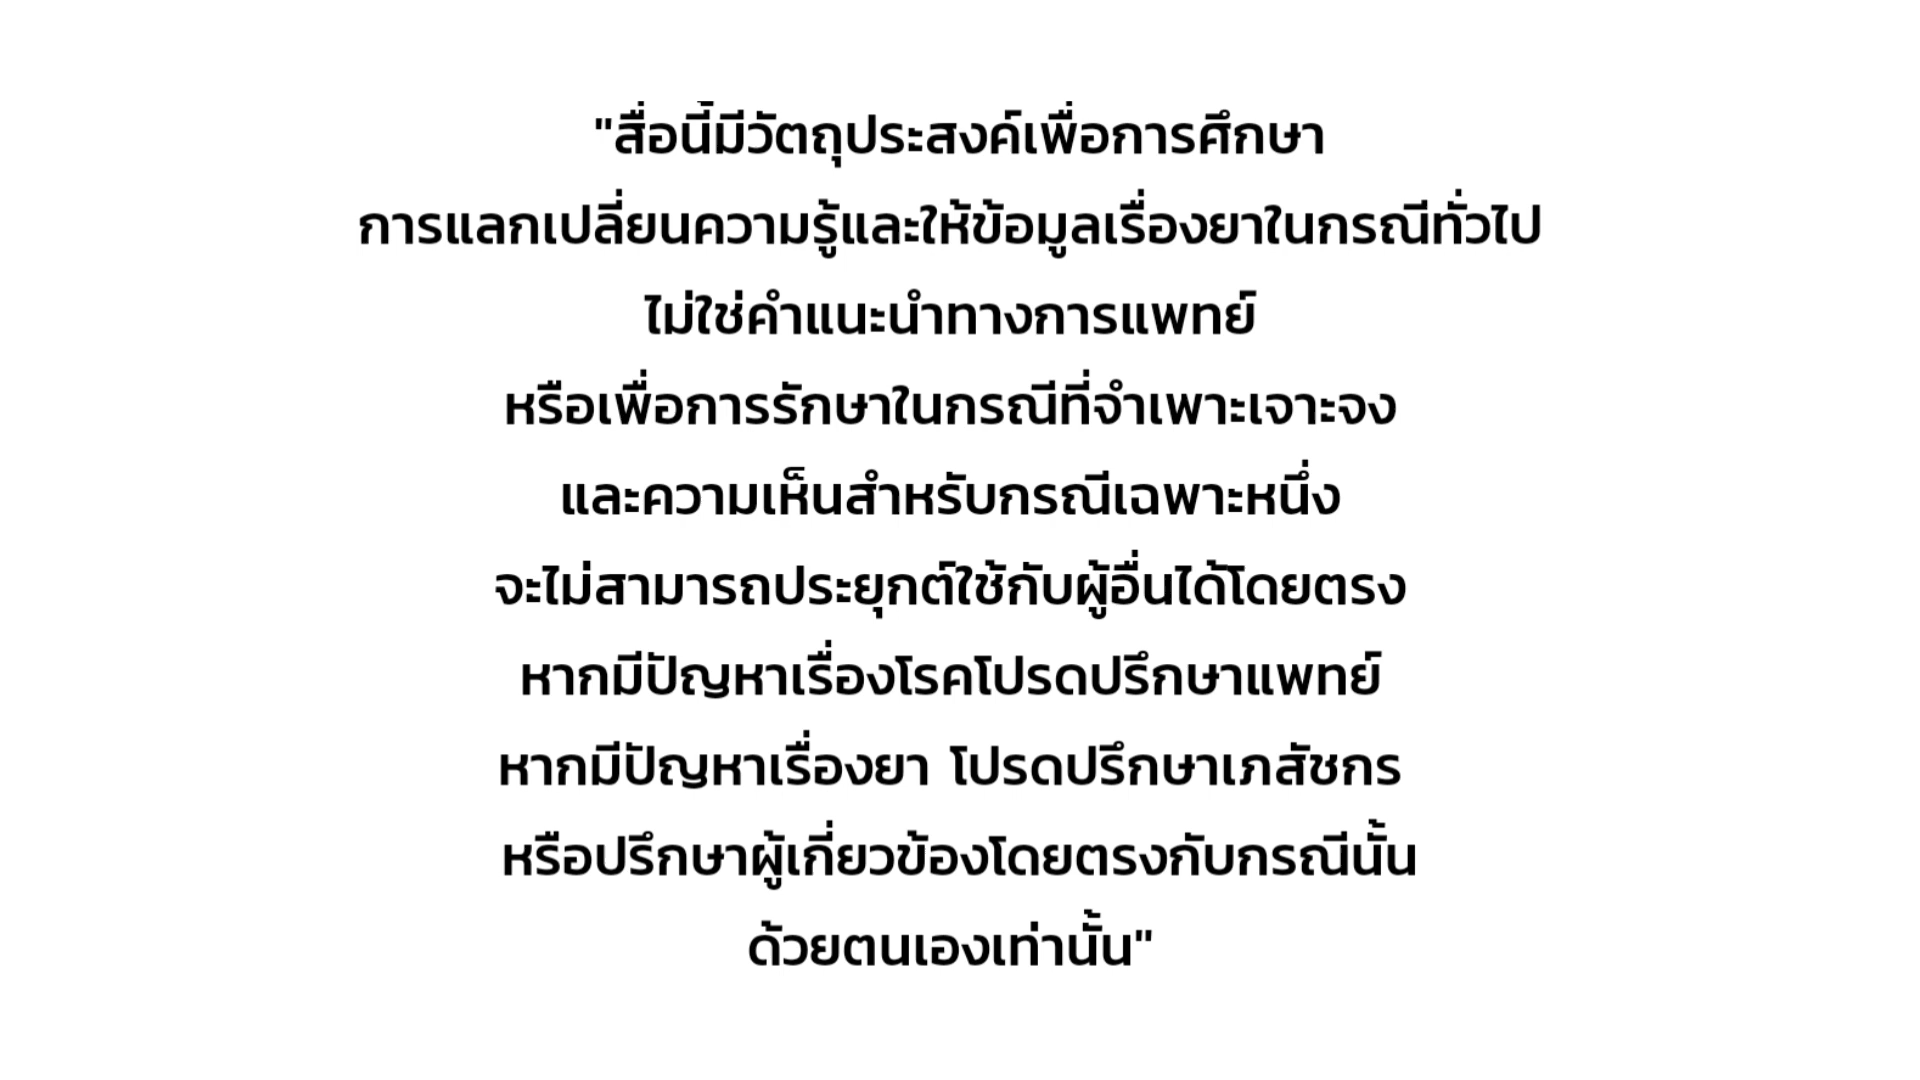 "สื่อนี้มีวัตถุประสงค์เพื่อการศึกษา
การแลกเปลี่ยนความรู้และให้ข้อมูลเรื่องยาในกรณีทั่วไป
ไม่ใช่คำแนะนำทางการแพทย์
หรือเพื่อการรักษาในกรณีที่จำเพาะเจาะจง
และความเห็นสำหรับกรณีเฉพาะหนึ่ง
จะไม่สามารถประยุกต์ใช้กับผู้อื่นได้โดยตรง
หากมีปัญหาเรื่องโรคโปรดปรึกษาแพทย์
หากมีปัญหาเรื่องยา โปรดปรึกษาเภสัชกร
หรือปรึกษาผู้เกี่ยวข้องโดยตรงกับกรณีนั้น
ด้วยตนเองเท่านั้น"